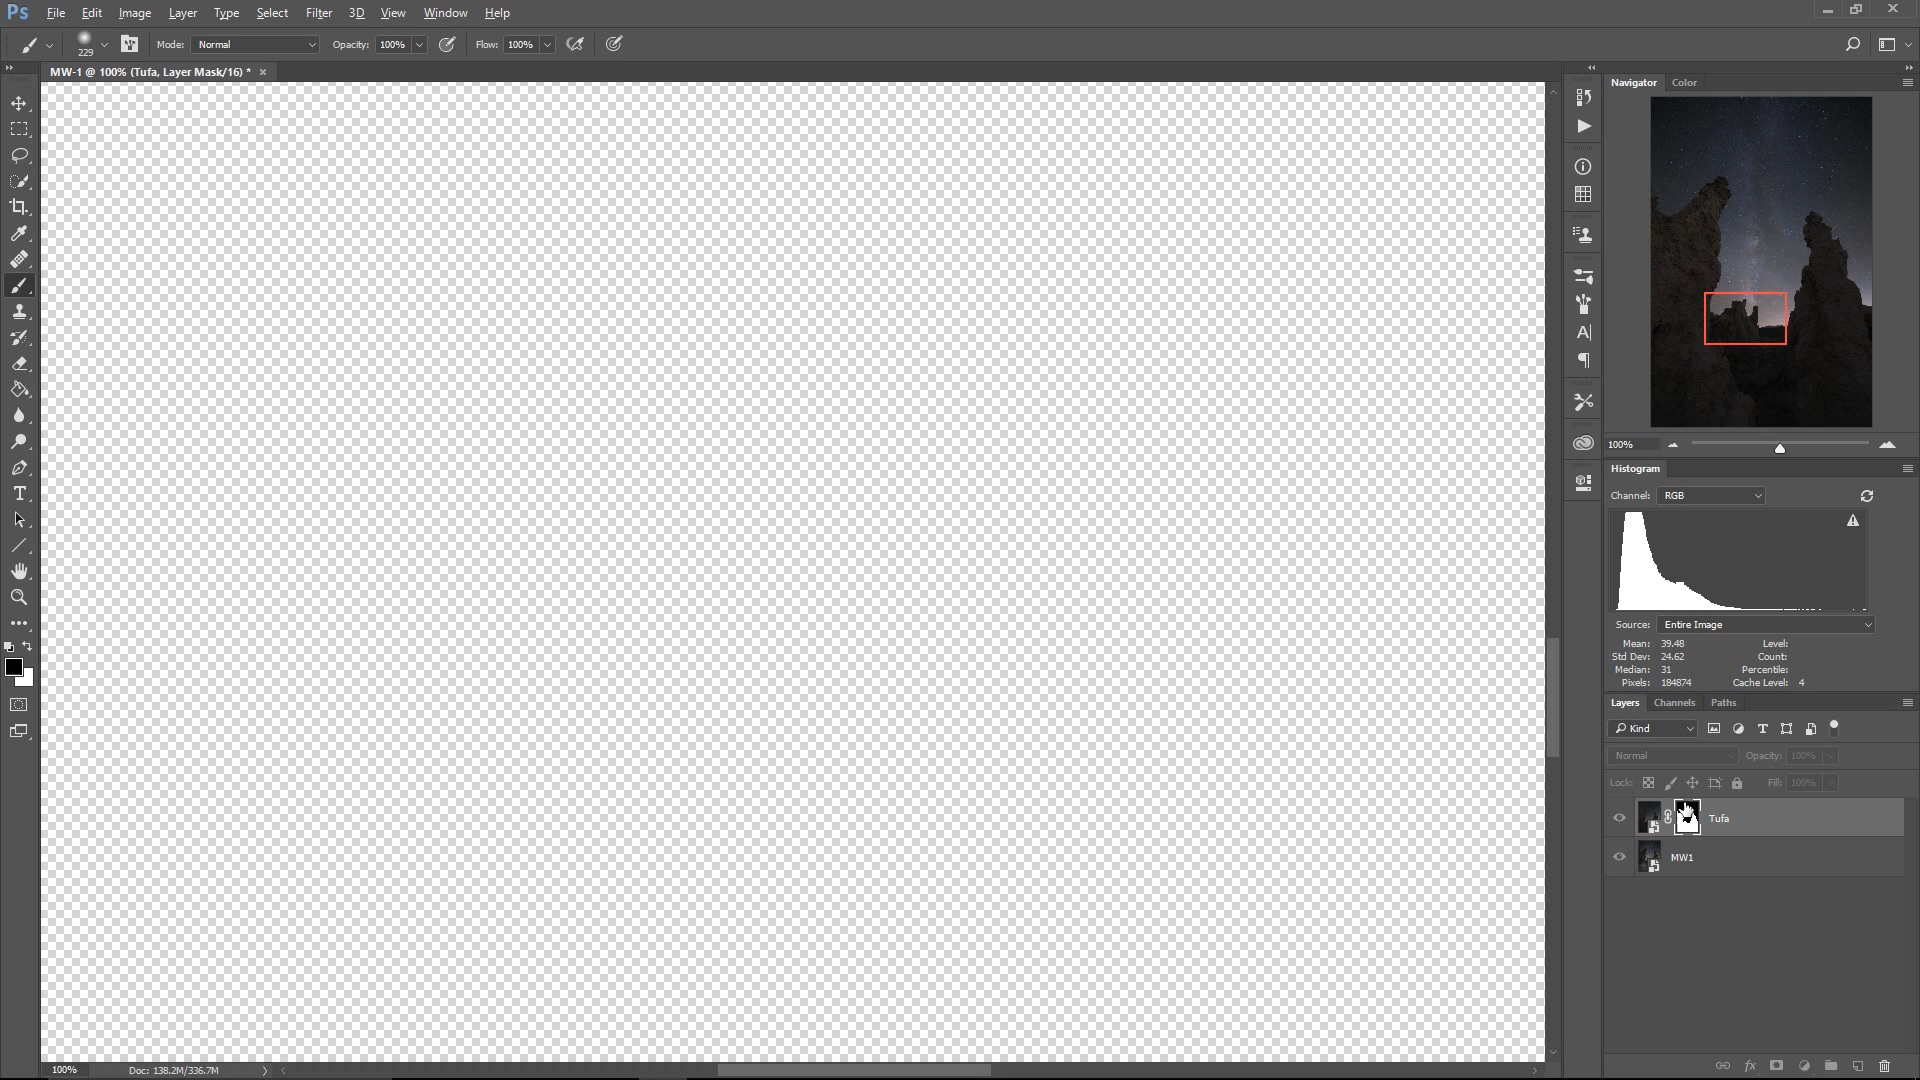 Ps File Edit Image Layer Type Select Filter 3D View Window Help
229 Mode: Normal Opacity: 100% Flow: 100%
MW-1 @ 100% (Tufa, Layer Mask/16) *
Navigator Color
100%
Histogram
Channel: RGB
Source: Entire Image
Mean: 39.48 Level:
Std Dev: 24.62 Count:
Median: 31 Percentile:
Pixels: 184874 Cache Level: 4
Layers Channels Paths
Kind
Normal Opacity: 100%
Lock: Fill: 100%
Tufa
MW1
fx
100% Doc: 138.2M/336.7M